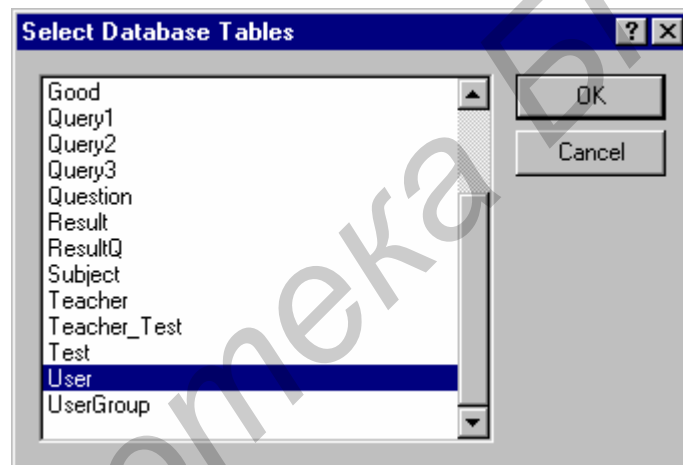 Select Database Tables
Good
Query1
Query2
Query3
Question
Result
ResultQ
Subject
Teacher
Teacher_Test
Test
User
UserGroup
OK
Cancel